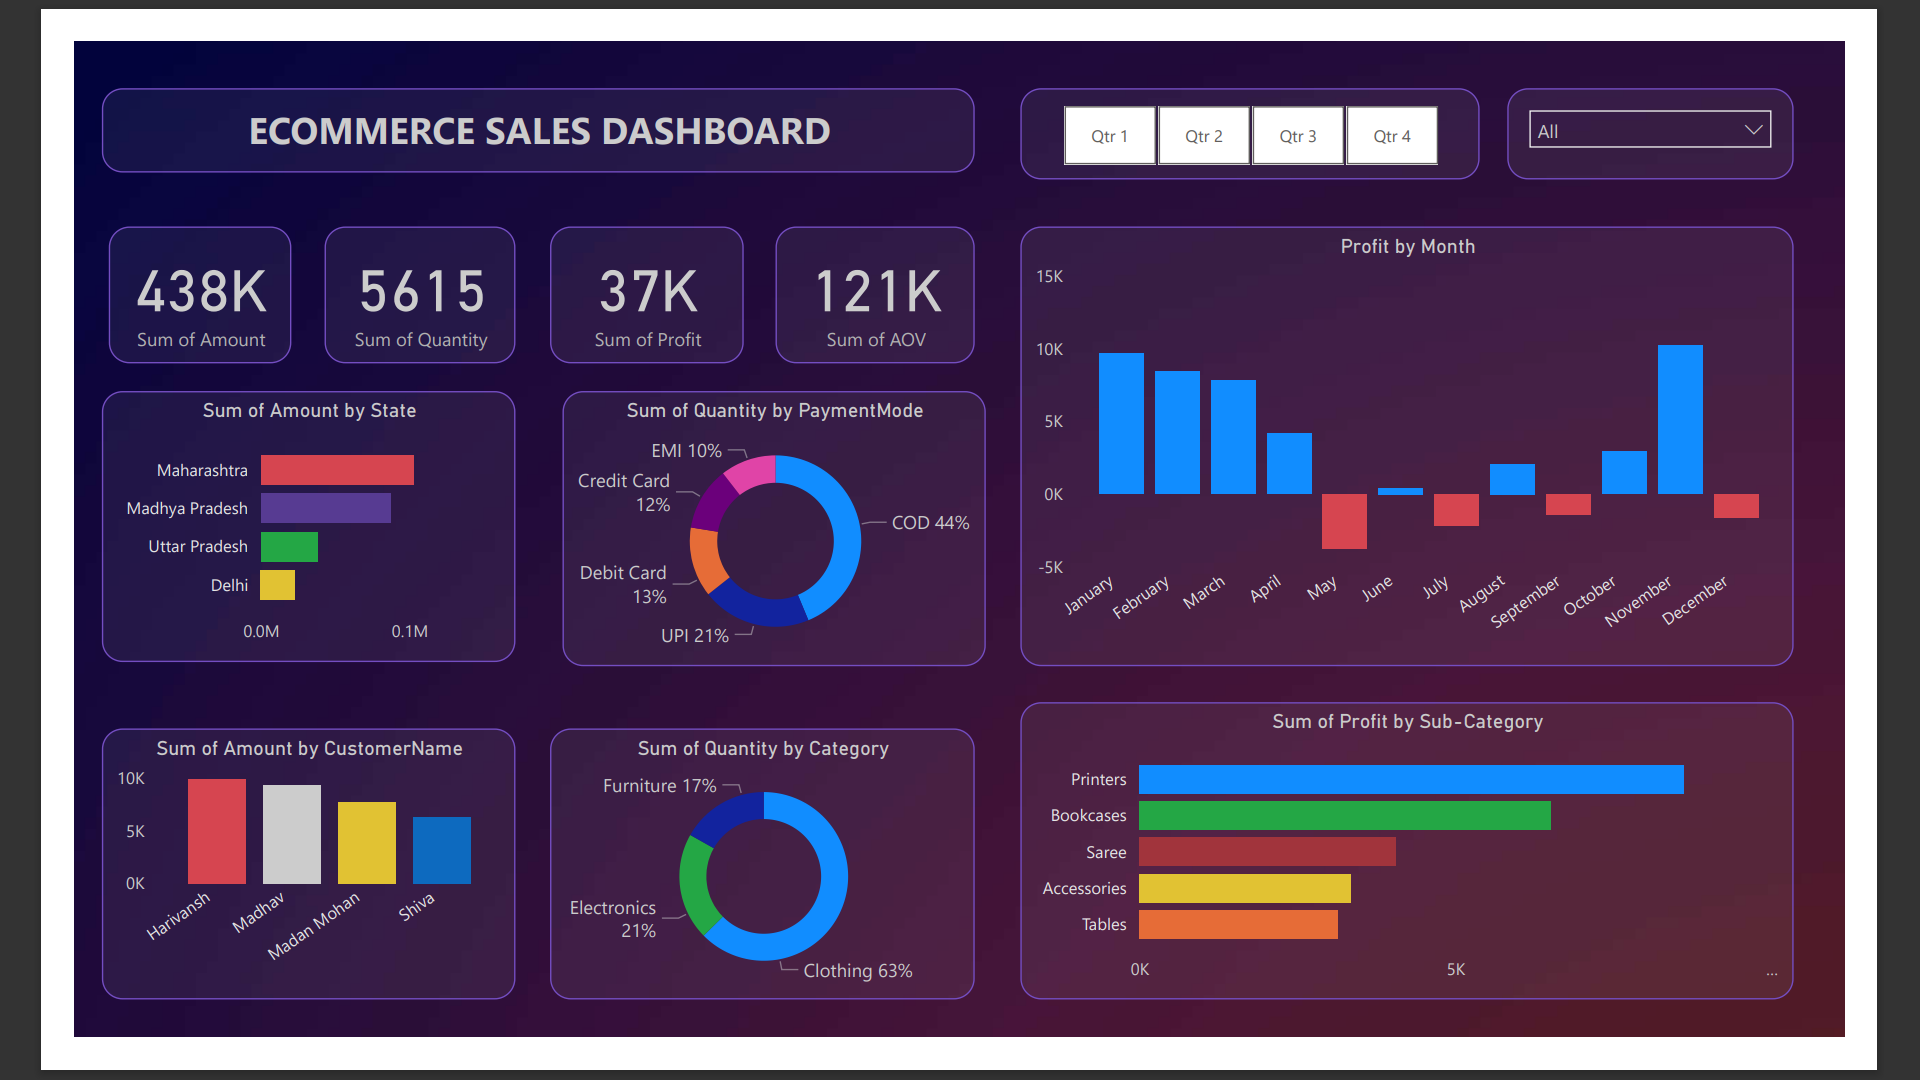 ECOMMERCE SALES DASHBOARD
Qtr 1
Qtr 2
Qtr 3
Qtr 4
All
438K
Sum of Amount
5615
Sum of Quantity
37K
Sum of Profit
121K
Sum of AOV
Profit by Month
15K
10K
5K
0K
-5K
January
February
March
April
May
June
July
August
September
October
November
December
Sum of Amount by State
Maharashtra
Madhya Pradesh
Uttar Pradesh
Delhi
0.0M
0.1M
Sum of Quantity by PaymentMode
EMI 10%
Credit Card
12%
COD 44%
Debit Card
13%
UPI 21%
Sum of Amount by CustomerName
10K
5K
0K
Harivansh
Madhav
Madan Mohan
Shiva
Sum of Quantity by Category
Furniture 17%
Electronics
21%
Clothing 63%
Sum of Profit by Sub-Category
Printers
Bookcases
Saree
Accessories
Tables
0K
5K
...